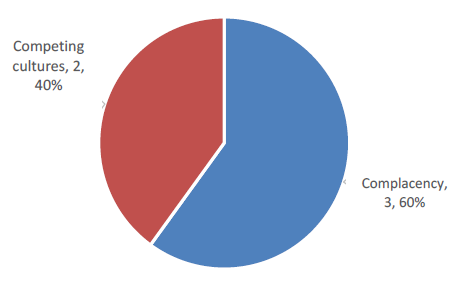 Competing
cultures, 2,
40%
Complacency,
3, 60%